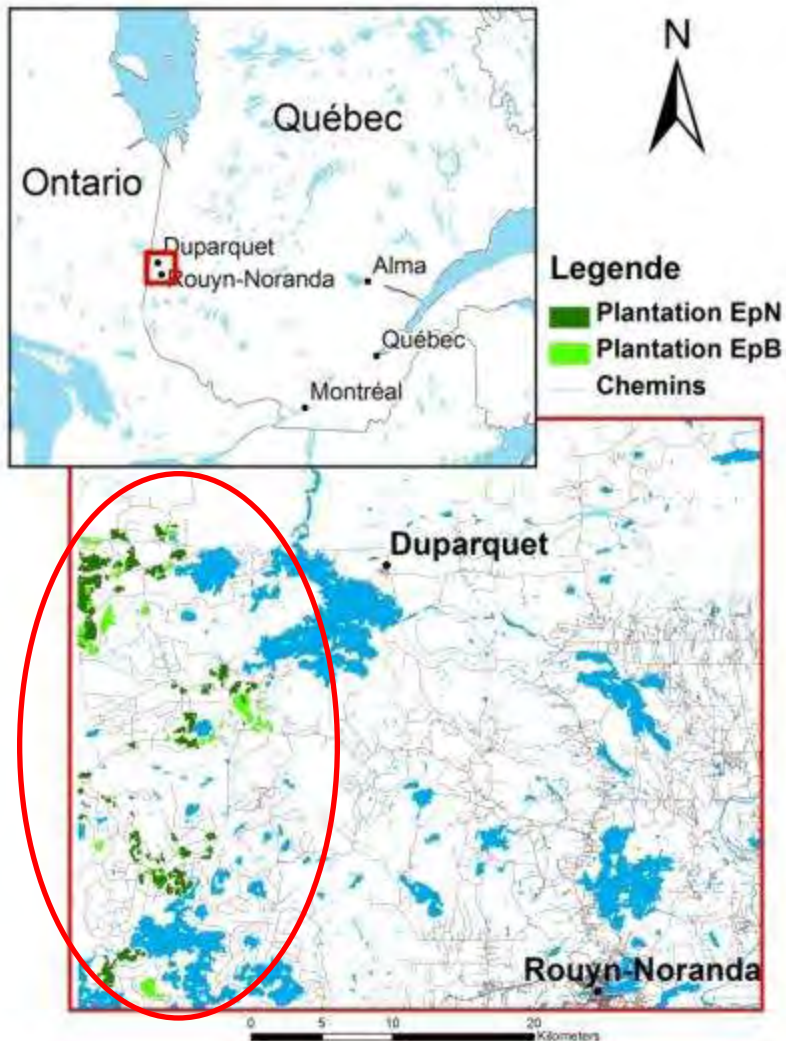 N
Québec
Ontario
Duparquet
Rouyn-Noranda
Alma
Québec
Montréal
Legende
Plantation EpN
Plantation EpB
Chemins
Duparquet
Rouyn-Noranda
0 5 10 20
Kilometers